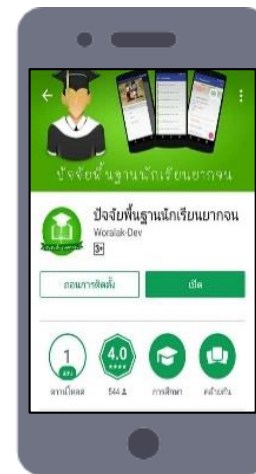 ปัจจัยพื้นฐานนักเรียนยากจน
ปัจจัยพื้นฐานนักเรียนยากจน
Woralak-Dev
3+
ถอนการติดตั้ง
เปิด
1
4.0
ดาวน์โหลด
544
การศึกษา
คล้ายกัน